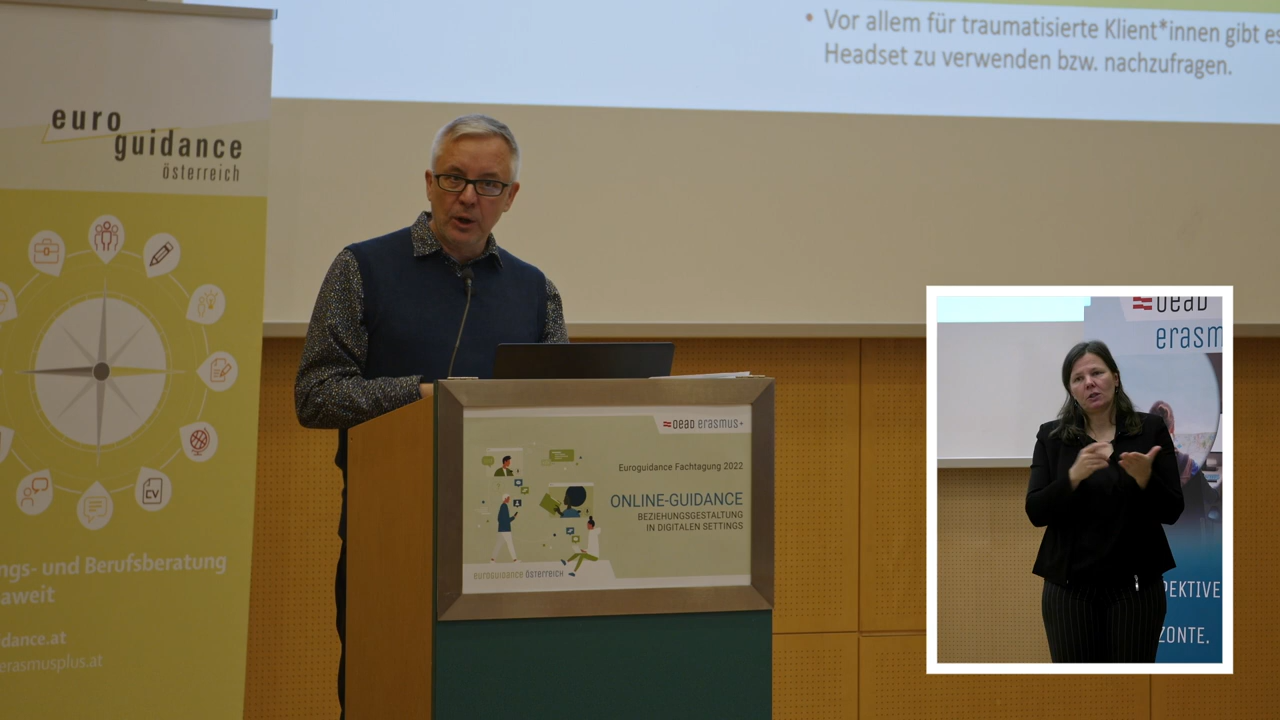 • Vor allem für traumatisierte Klient*innen gibt es
Headset zu verwenden bzw. nachzufragen.
euro
guidance
österreich
CV
ngs- und Berufsberatung
aweit
dance.at
erasmusplus.at
OeAD erasmus+
Euroguidance Fachtagung 2022
ONLINE-GUIDANCE
BEZIEHUNGSGESTALTUNG
IN DIGITALEN SETTINGS
euroguidance österreich
OeAD
erasm
PEKTIVE
ZONTE.